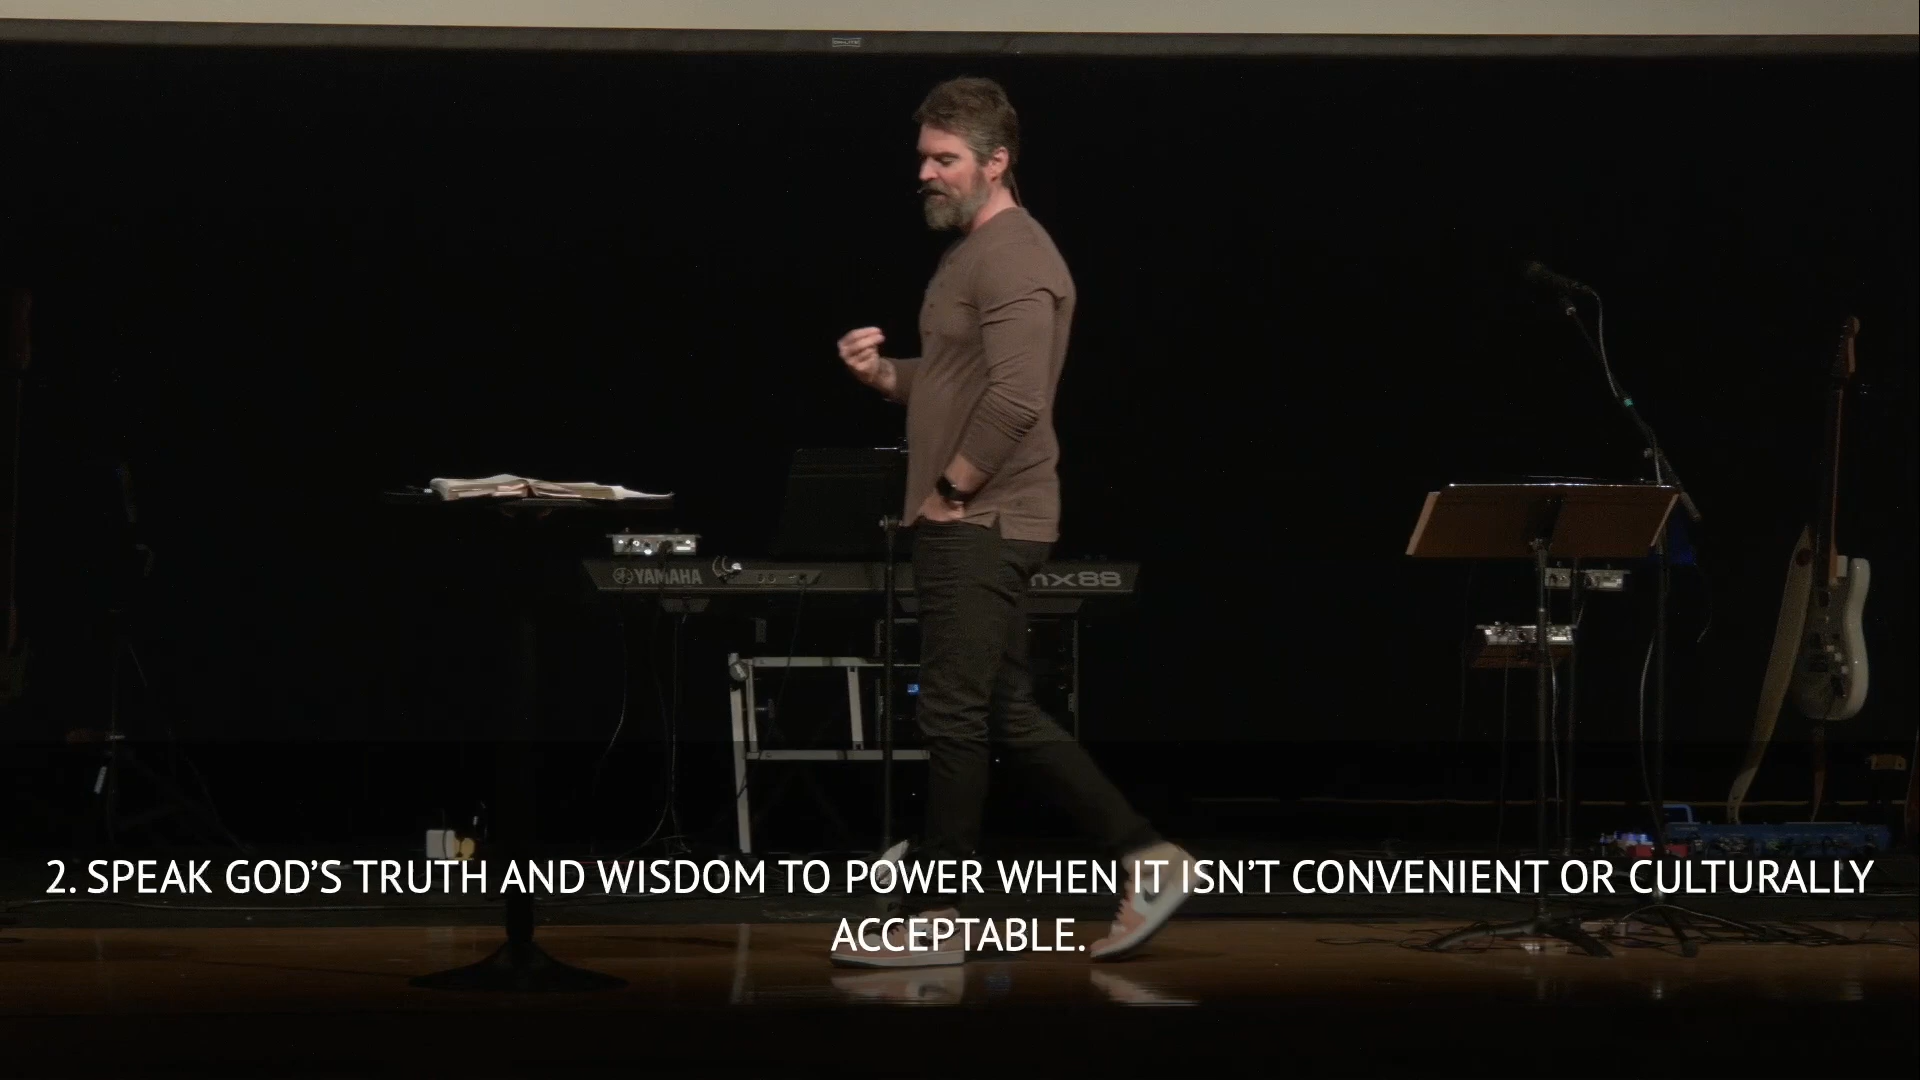 YAMAHA
mx88
2. SPEAK GOD’S TRUTH AND WISDOM TO POWER WHEN IT ISN’T CONVENIENT OR CULTURALLY
ACCEPTABLE.